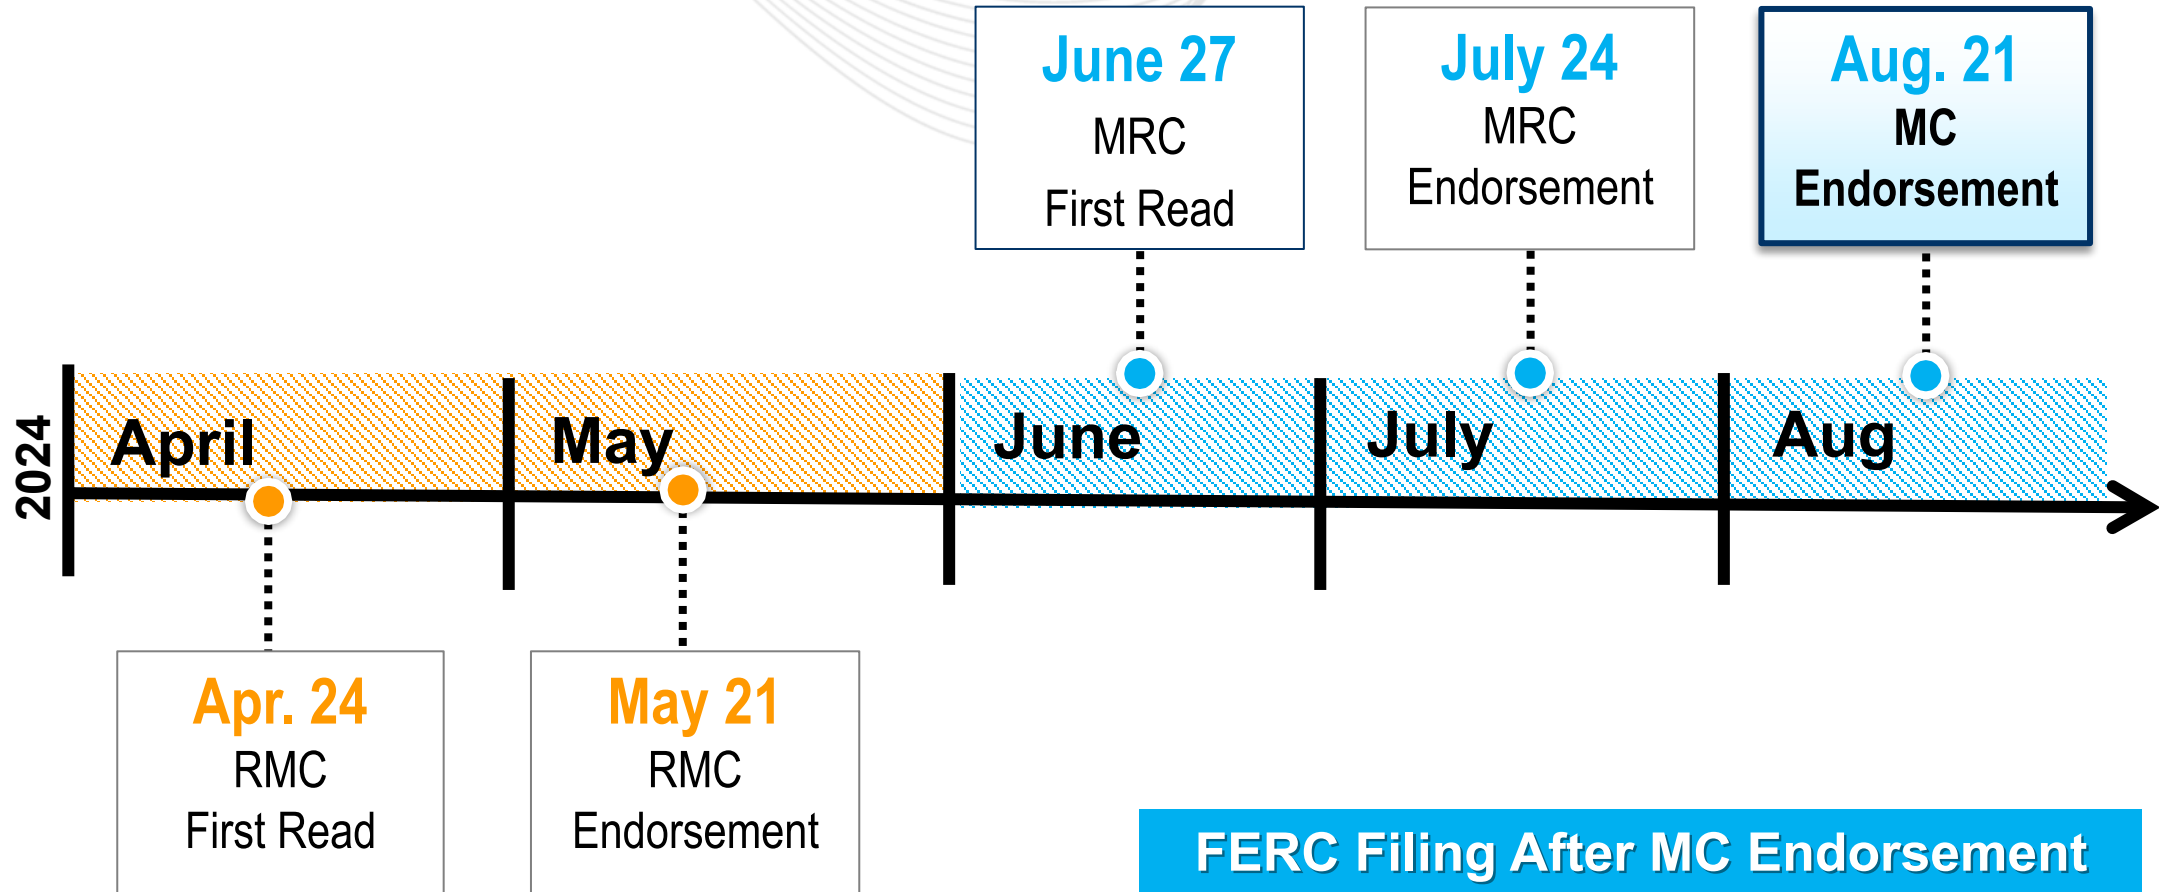 June 27
MRC
First Read
July 24
MRC
Endorsement
Aug. 21
MC
Endorsement
2024
April
May
June
July
Aug
Apr. 24
RMC
First Read
May 21
RMC
Endorsement
FERC Filing After MC Endorsement